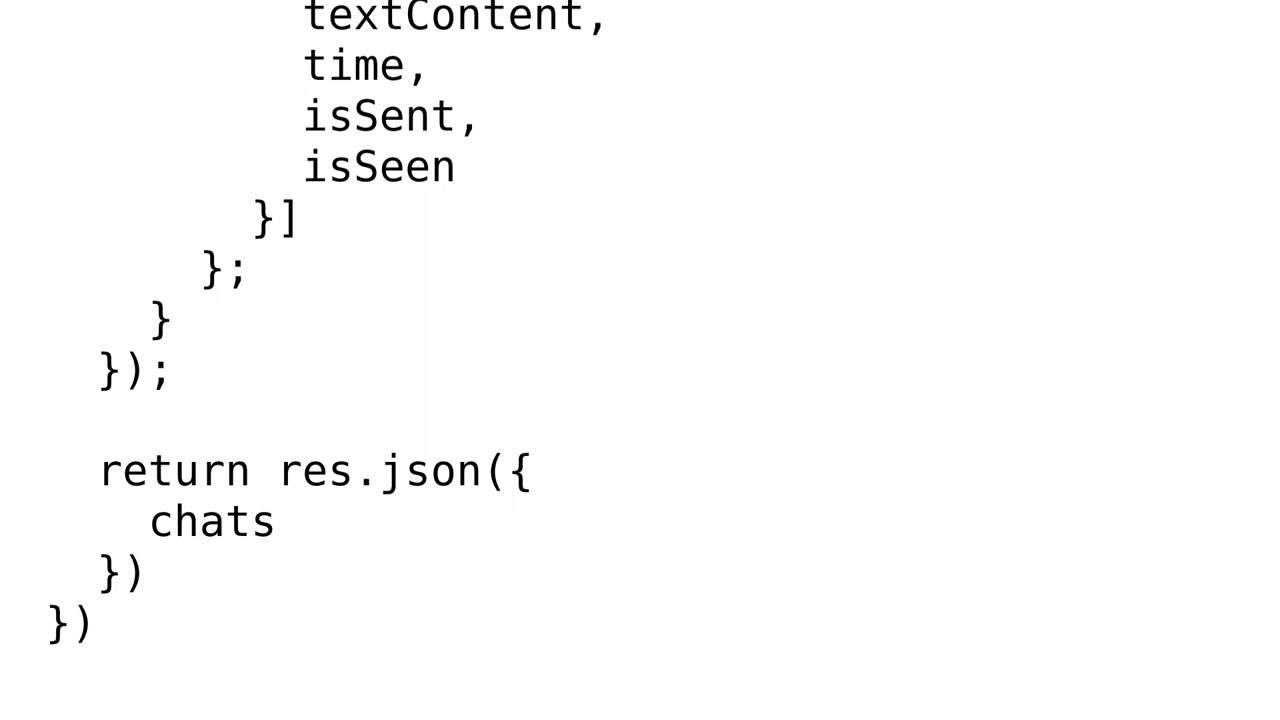 textContent,
            time,
            isSent,
            isSeen
          }]
        };
      }
    });

    return res.json({
      chats
    })
  })